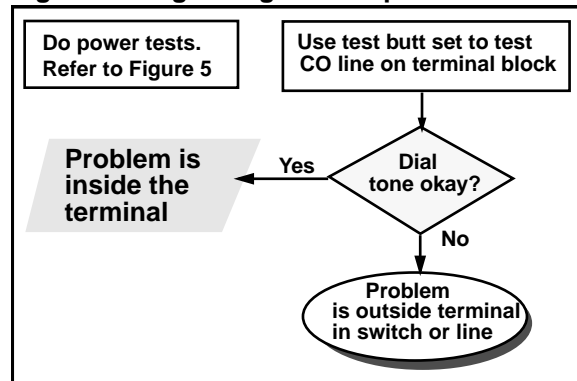 Do power tests.
Refer to Figure 5
Use test butt set to test
CO line on terminal block
Problem is
inside the
terminal
Yes
Dial
tone okay?
No
Problem
is outside terminal
in switch or line